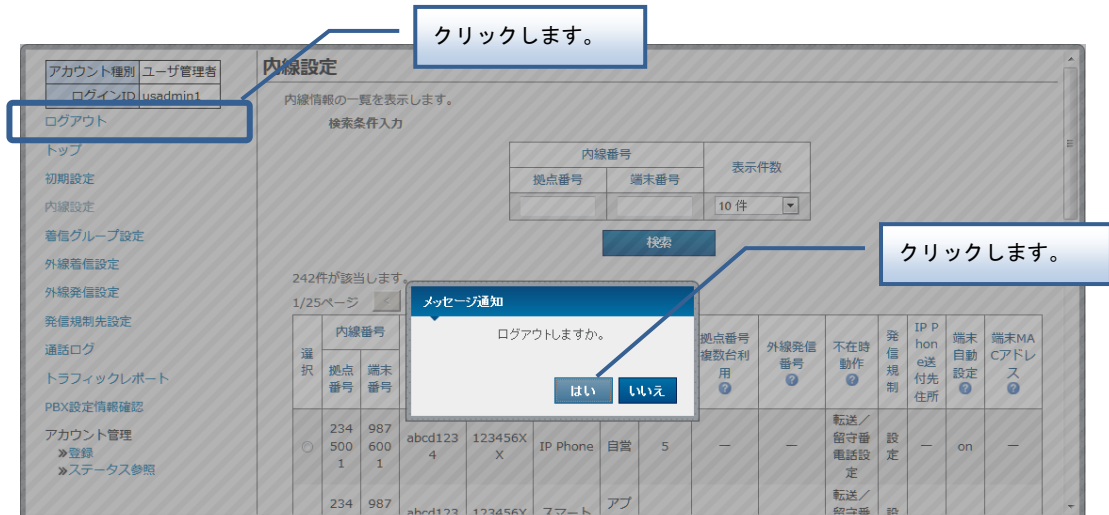 クリックします。
アカウント種別 ユーザ管理者
ログインID usadmin1
ログアウト
トップ
初期設定
内線設定
着信グループ設定
外線着信設定
外線発信設定
発信規制先設定
通話ログ
トラフィックレポート
PBX設定情報確認
アカウント管理
≫登録
≫ステータス参照
内線設定
内線情報の一覧を表示します。
検索条件入力
内線番号
表示件数
拠点番号 端末番号
10 件
検索
クリックします。
242件が該当します。
1/25ページ <
メッセージ通知
ログアウトしますか。
はい いいえ
選
択
内線番号
拠点
番号
端末
番号
拠点番号
複数台利
用
外線発信
番号
不在時
動作
発
信
規
制
IP P
hon
e送
付先
住所
端末
自動
設定
端末MA
Cアドレ
ス
234
500
1
987
600
1
abcd123
4
123456X
X
IP Phone
自営
5
—
—
転送／
留守番
電話設
定
設
定
—
on
—
234
987
abcd123
123456X
スマート
アプ
転送／
留守番
設